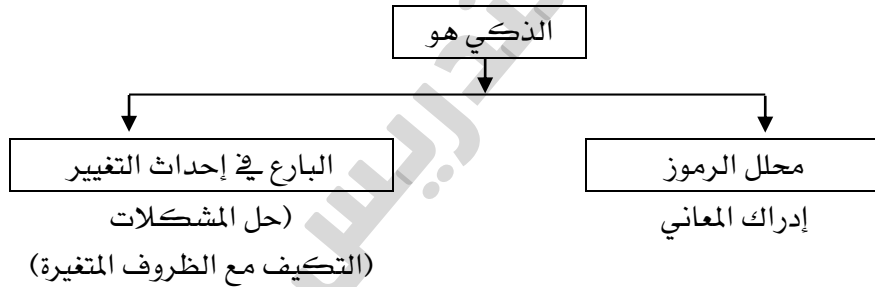 الذكي هو
محلل الرموز
إدراك المعاني
البارع في إحداث التغيير
(حل المشكلات
(التكيف مع الظروف المتغيرة)